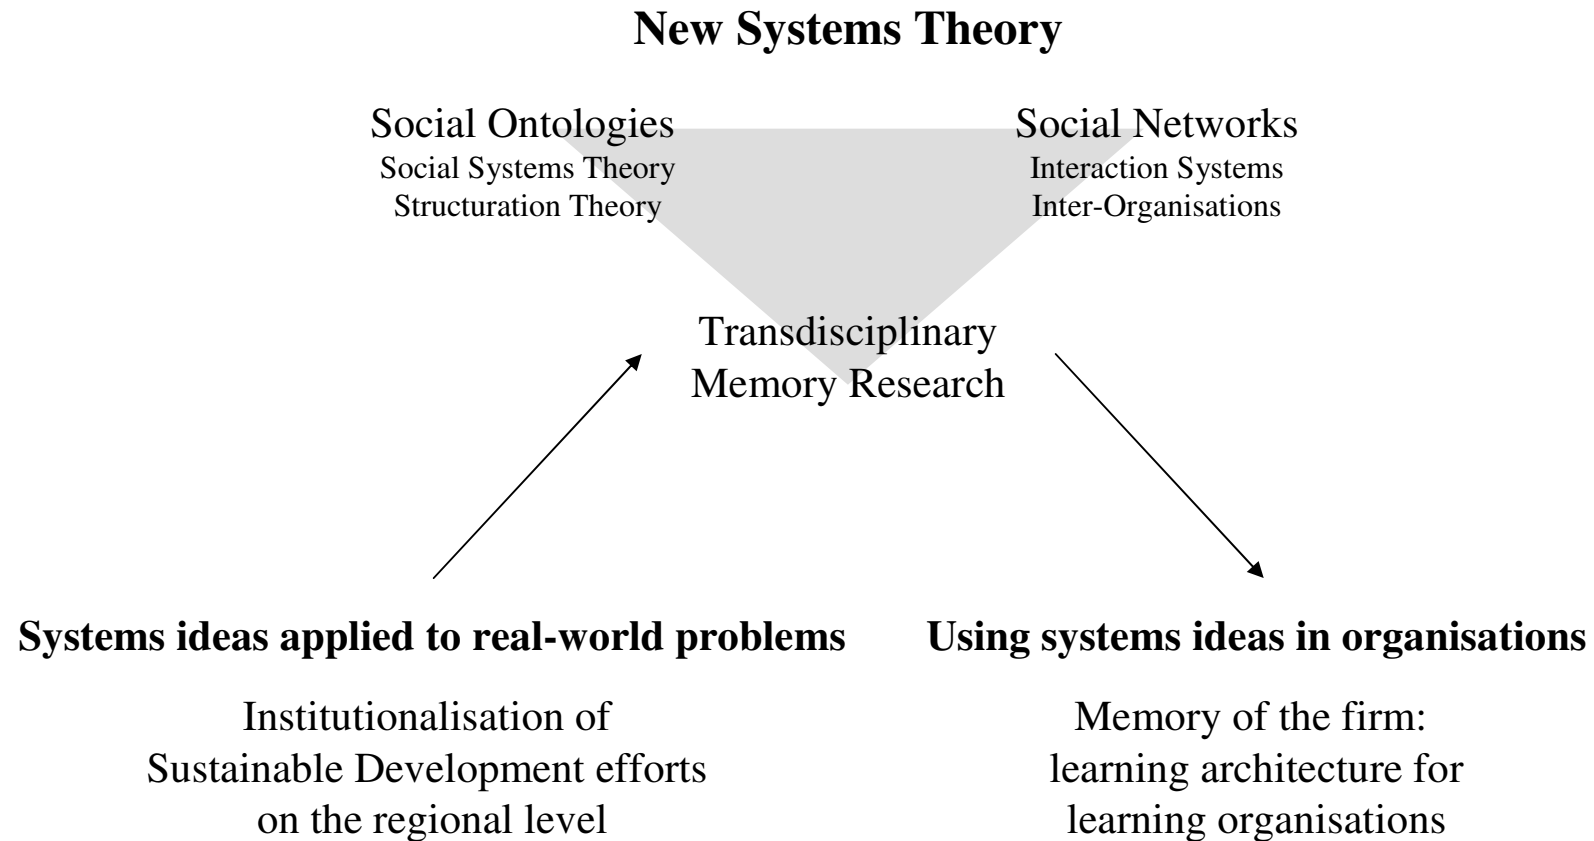 New Systems Theory
Social Ontologies
Social Systems Theory
Structuration Theory
Social Networks
Interaction Systems
Inter-Organisations
Transdisciplinary
Memory Research
Systems ideas applied to real-world problems
Institutionalisation of
Sustainable Development efforts
on the regional level
Using systems ideas in organisations
Memory of the firm:
learning architecture for
learning organisations